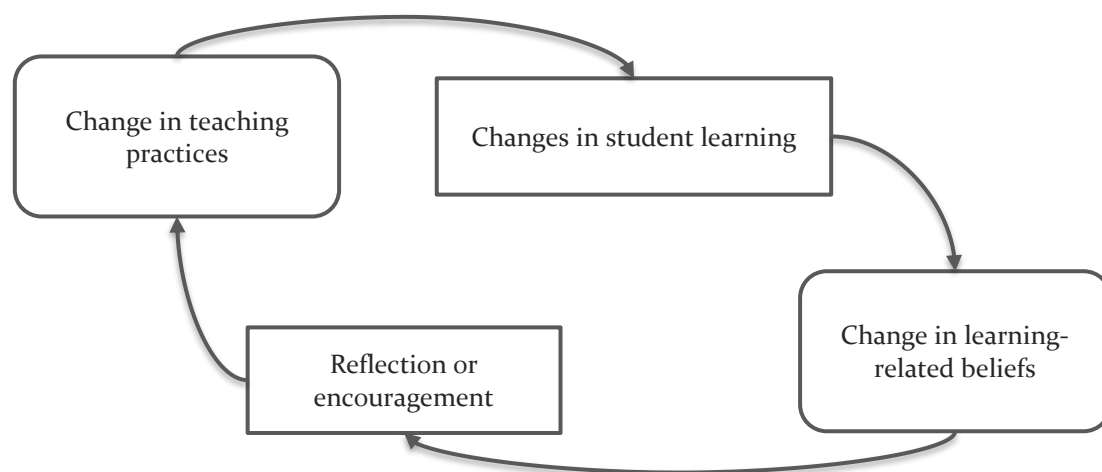 Change in teaching
practices
Changes in student learning
Change in learning-
related beliefs
Reflection or
encouragement